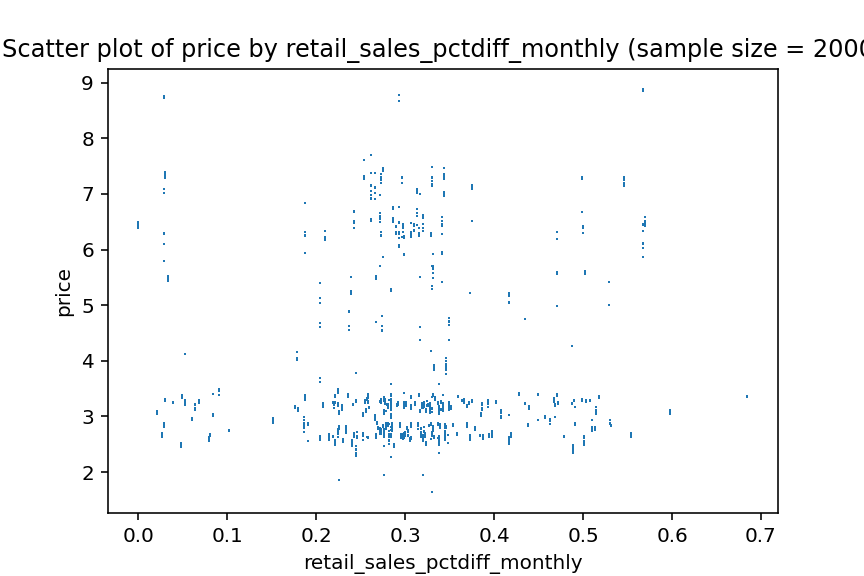 Scatter plot of price by retail_sales_pctdiff_monthly (sample size = 2000
9
8
7
6
5
4
3
2
price
0.0 0.1 0.2 0.3 0.4 0.5 0.6 0.7
retail_sales_pctdiff_monthly